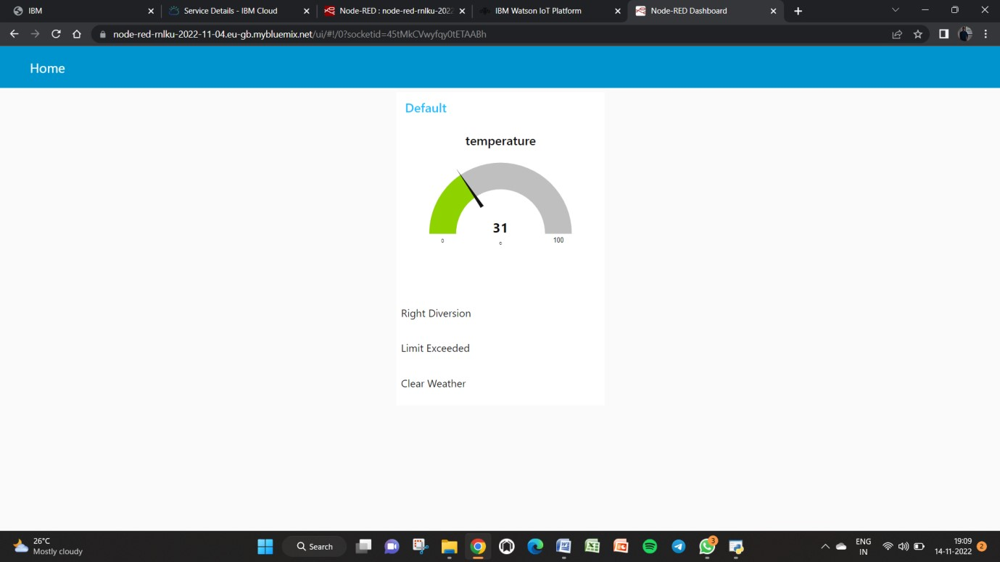 IBM
Service Details - IBM Cloud
Node-RED : node-red-rnlku-2022
IBM Watson IoT Platform
Node-RED Dashboard
node-red-rnlku-2022-11-04.eu-gb.mybluemix.net/ui/#!/0?socketid=45tMkCVwyfqy0tETAABh
Home
Default
temperature
31
0
c
100
Right Diversion
Limit Exceeded
Clear Weather
26°C
Mostly cloudy
Search
3
ENG
IN
19:09
14-11-2022
2